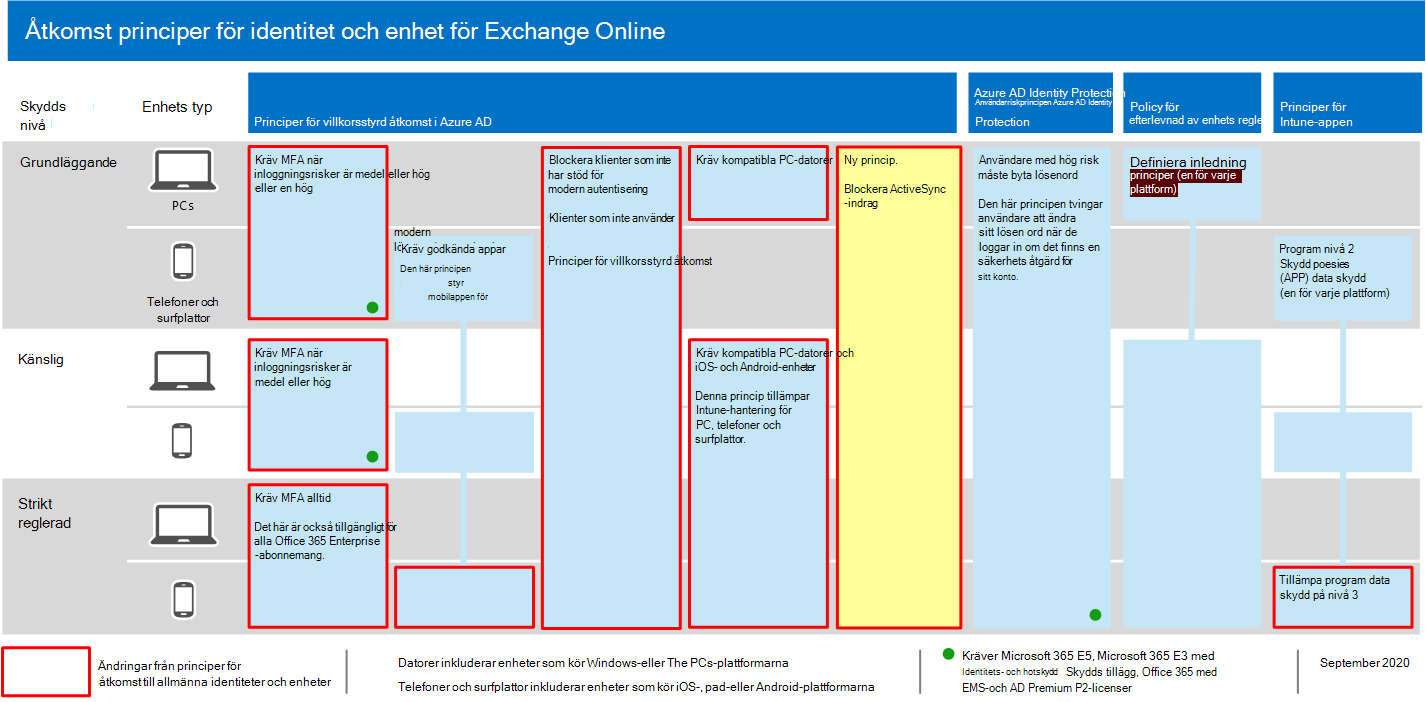 Åtkomst principer för identitet och enhet för Exchange Online
Skydds
nivå
Enhets typ
Principer för villkorsstyrd åtkomst i Azure AD
Azure AD Identity Protection
Användarriskprincipen Azure AD Identity
Protection
Policy för
efterlevnad av enhets regle
Principer för
Intune-appen
Grundläggande
PCs
Telefoner och
surfplattor
Kräv MFA när
inloggningsrisker är medel eller hög
eller en hög
modern
Kräv godkända appar
Den här principen
styr
mobilappen för
Blockera klienter som inte
har stöd för
modern autentisering
Klienter som inte använder
Principer för villkorsstyrd åtkomst
Kräv kompatibla PC-datorer
Ny princip.
Blockera ActiveSync
-indrag
Användare med hög risk
måste byta lösenord
Den här principen tvingar
användare att ändra
sitt lösen ord när de
loggar in om det finns en
säkerhets åtgärd för
sitt konto.
Definiera inledning
principer (en för varje
plattform)
Program nivå 2
Skydd poesies
(APP) data skydd
(en för varje plattform)
Känslig
Kräv MFA när
inloggningsrisker är
medel eller hög
Kräv kompatibla PC-datorer och
iOS- och Android-enheter
Denna princip tillämpar
Intune-hantering för
PC, telefoner och
surfplattor.
Strikt
reglerad
Kräv MFA alltid
Det här är också tillgängligt för
alla Office 365 Enterprise
-abonnemang.
Tillämpa program data
skydd på nivå 3
Ändringar från principer för
åtkomst till allmänna identiteter och enheter
Datorer inkluderar enheter som kör Windows-eller The PCs-plattformarna
Telefoner och surfplattor inkluderar enheter som kör iOS-, pad-eller Android-plattformarna
Kräver Microsoft 365 E5, Microsoft 365 E3 med
Identitets- och hotskydd Skydds tillägg, Office 365 med
EMS-och AD Premium P2-licenser
September 2020